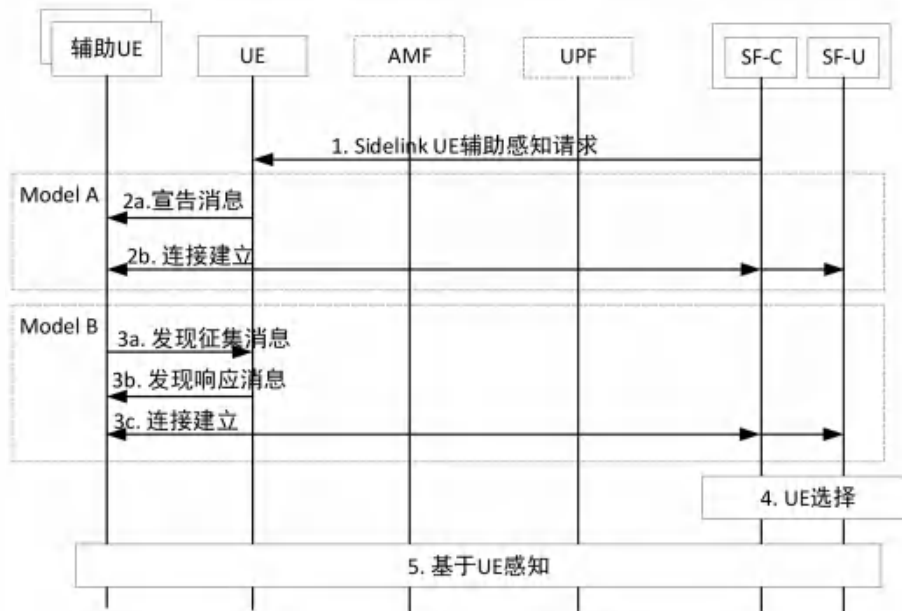 辅助UE
UE
AMF
UPF
SF-C
SF-U
1. Sidelink UE辅助感知请求
Model A
2a.宣告消息
2b. 连接建立
Model B
3a. 发现征集消息
3b. 发现响应消息
3c. 连接建立
4. UE选择
5. 基于UE感知